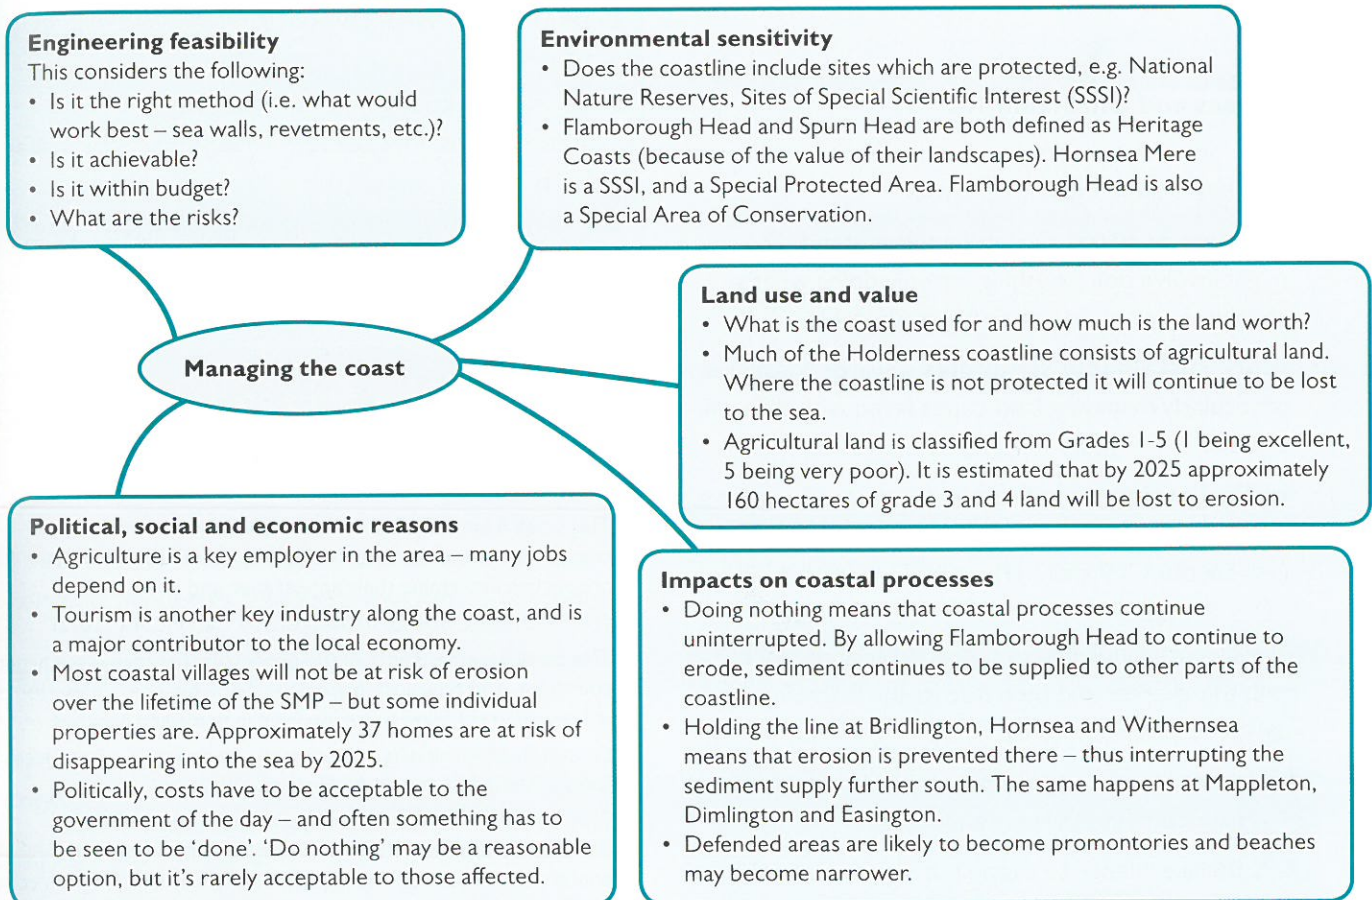 Engineering feasibility
This considers the following:
• Is it the right method (i.e. what would
work best – sea walls, revetments, etc.)?
• Is it achievable?
• Is it within budget?
• What are the risks?
Environmental sensitivity
• Does the coastline include sites which are protected, e.g. National
Nature Reserves, Sites of Special Scientific Interest (SSSI)?
• Flamborough Head and Spurn Head are both defined as Heritage
Coasts (because of the value of their landscapes). Hornsea Mere
is a SSSI, and a Special Protected Area. Flamborough Head is also
a Special Area of Conservation.
Land use and value
• What is the coast used for and how much is the land worth?
• Much of the Holderness coastline consists of agricultural land.
Where the coastline is not protected it will continue to be lost
to the sea.
• Agricultural land is classified from Grades 1-5 (1 being excellent,
5 being very poor). It is estimated that by 2025 approximately
160 hectares of grade 3 and 4 land will be lost to erosion.
Managing the coast
Political, social and economic reasons
• Agriculture is a key employer in the area – many jobs
depend on it.
• Tourism is another key industry along the coast, and is
a major contributor to the local economy.
• Most coastal villages will not be at risk of erosion
over the lifetime of the SMP – but some individual
properties are. Approximately 37 homes are at risk of
disappearing into the sea by 2025.
• Politically, costs have to be acceptable to the
government of the day – and often something has to
be seen to be ‘done’. ‘Do nothing’ may be a reasonable
option, but it’s rarely acceptable to those affected.
Impacts on coastal processes
• Doing nothing means that coastal processes continue
uninterrupted. By allowing Flamborough Head to continue to
erode, sediment continues to be supplied to other parts of the
coastline.
• Holding the line at Bridlington, Hornsea and Withernsea
means that erosion is prevented there – thus interrupting the
sediment supply further south. The same happens at Mappleton,
Dimlington and Easington.
• Defended areas are likely to become promontories and beaches
may become narrower.